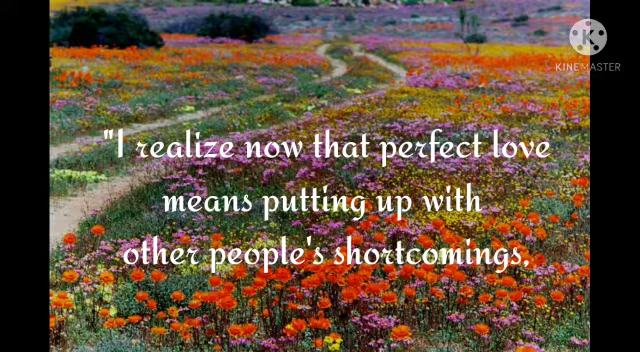 KINEMASTER
"I realize now that perfect love
means putting up with
other people's shortcomings,